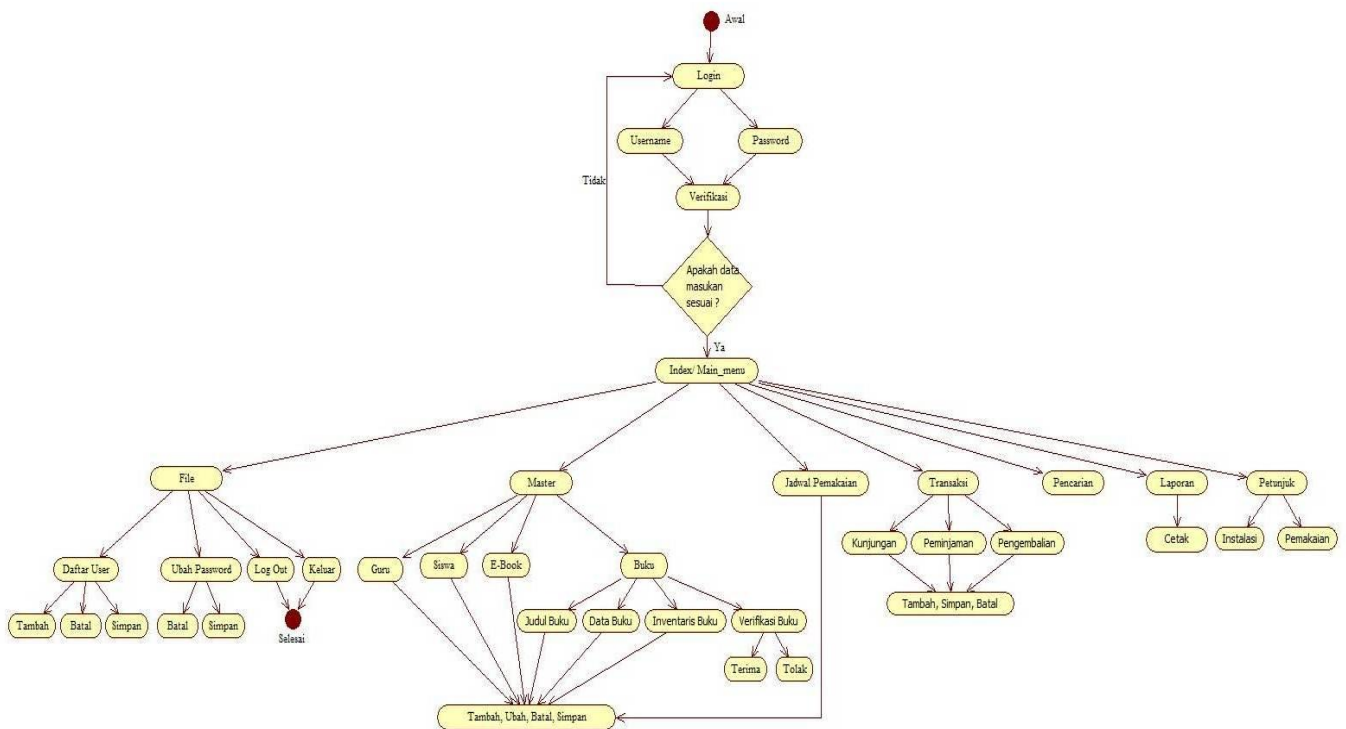 Awal
Login
Username
Password
Tidak
Verifikasi
Apakah data
masukan
sesuai ?
Ya
Index/ Main_menu
File
Master
Jadwal Pemakaian
Transaksi
Pencarian
Laporan
Petunjuk
Kunjungan
Peminjaman
Pengembalian
Cetak
Instalasi
Pemakaian
Daftar User
Ubah Password
Log Out
Keluar
Guru
Siswa
E-Book
Buku
Tambah, Simpan, Batal
Tambah
Batal
Simpan
Batal
Simpan
Selesai
Judul Buku
Data Buku
Inventaris Buku
Verifikasi Buku
Terima
Tolak
Tambah, Ubah, Batal, Simpan